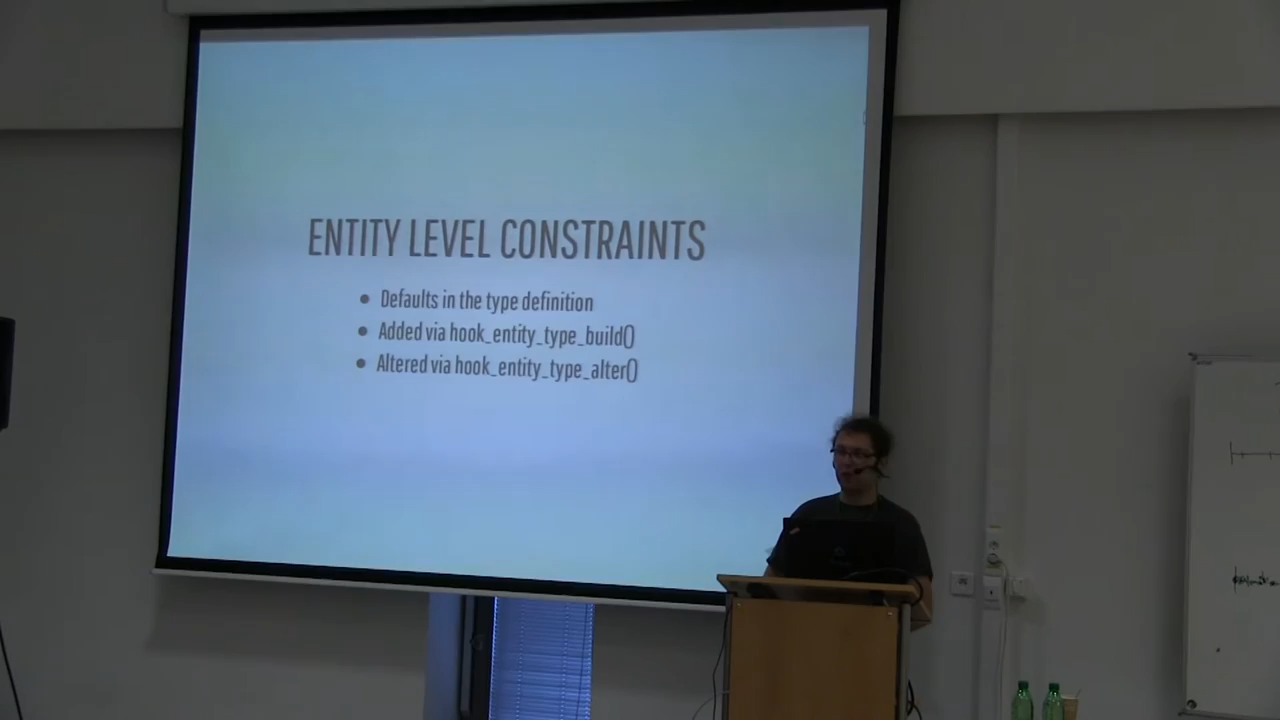 ENTITY LEVEL CONSTRAINTS
• Defaults in the type definition
• Added via hook_entity_type_build()
• Altered via hook_entity_type_alter()